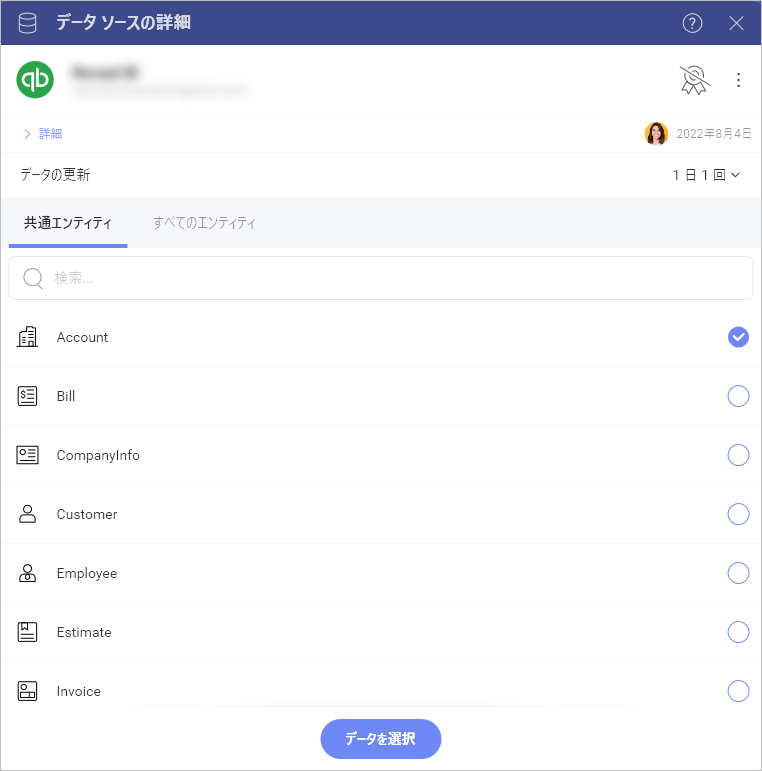 データ ソースの詳細
?
qb
詳細
2022年8月4日
データの更新
1 日 1 回
共通エンティティ
すべてのエンティティ
検索...
Account
Bill
CompanyInfo
Customer
Employee
Estimate
Invoice
データを選択